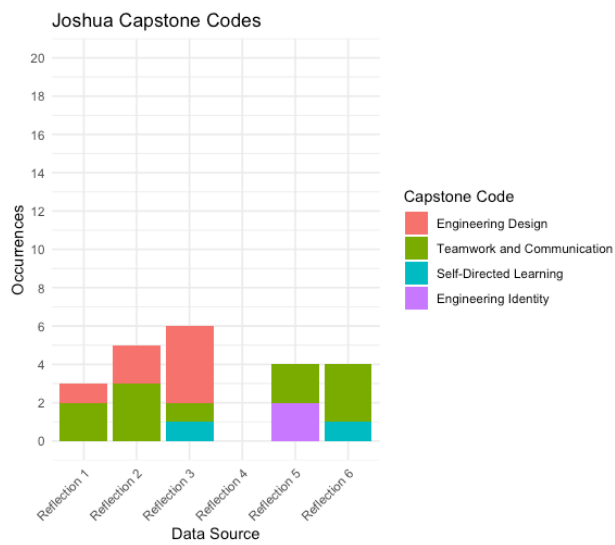 Joshua Capstone Codes
20
18
16
14
12
10
8
6
4
2
0
Occurrences
Reflection 1
Reflection 2
Reflection 3
Reflection 4
Reflection 5
Reflection 6
Data Source
Capstone Code
Engineering Design
Teamwork and Communication
Self-Directed Learning
Engineering Identity